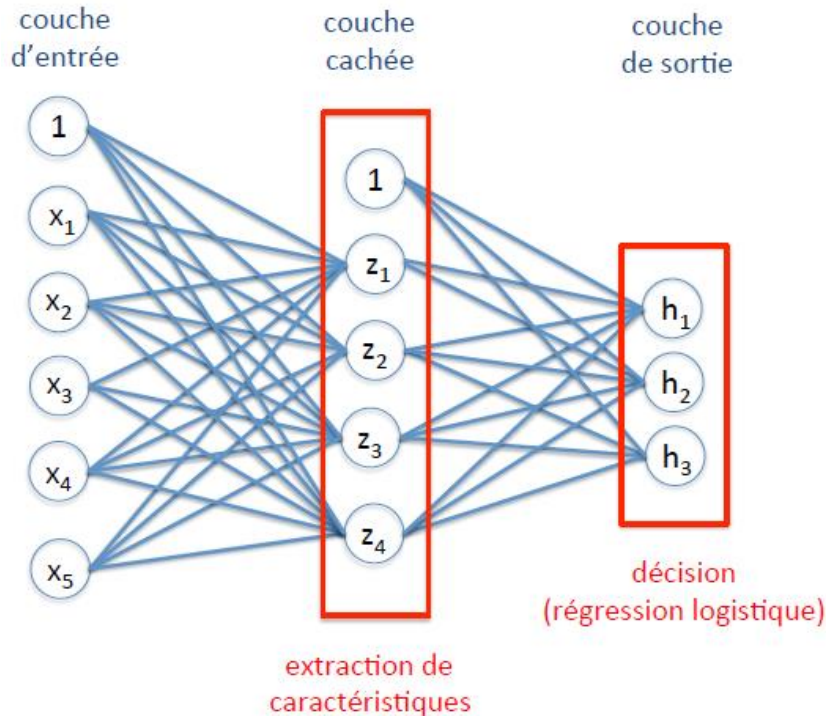 couche
d'entrée
couche
cachée
couche
de sortie
1
x₁
x₂
x₃
x₄
x₅
1
z₁
z₂
z₃
z₄
h₁
h₂
h₃
extraction de
caractéristiques
décision
(régression logistique)